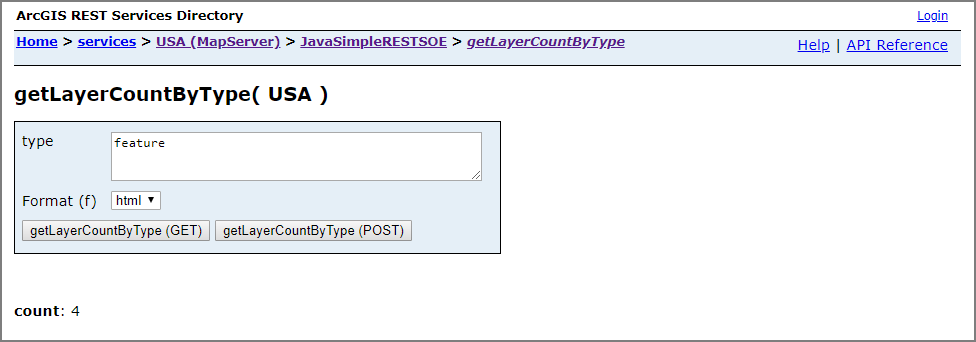 ArcGIS REST Services Directory Login
Home > services > USA (MapServer) > JavaSimpleRESTSOE > getLayerCountByType
Help | API Reference
getLayerCountByType( USA )
type feature
Format (f) html
getLayerCountByType (GET) getLayerCountByType (POST)
count: 4